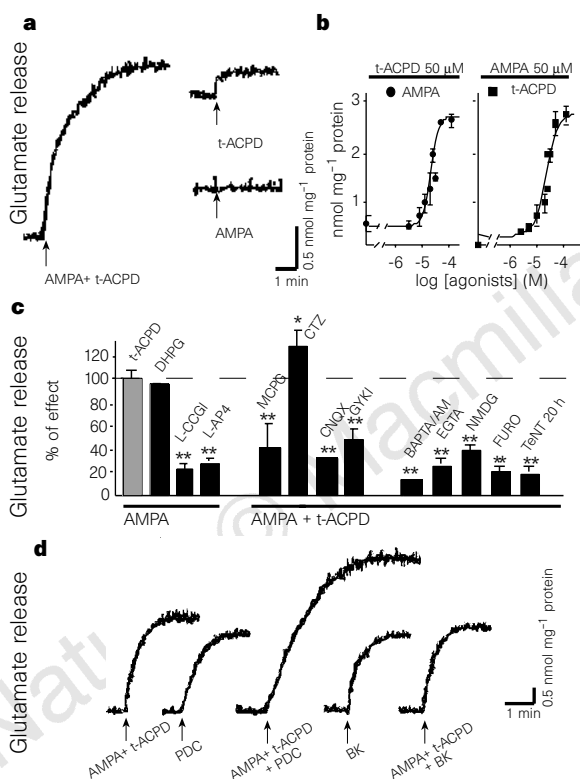 a
Glutamate release
t-ACPD
AMPA
AMPA+ t-ACPD
0.5 nmol mg⁻¹ protein
1 min
b
t-ACPD 50 μM
AMPA 50 μM
AMPA
t-ACPD
nmol mg⁻¹ protein
3
2
1
-6 -5 -4
-6 -5 -4
log [agonists] (M)
c
Glutamate release
% of effect
120
100
80
60
40
20
0
t-ACPD
DHPG
L-CCGI
**
L-AP4
**
MCPG
**
CTZ
*
CNQX
**
GYKI
**
BAPTA/AM
**
EGTA
**
NMDG
**
FURO
**
TeNT 20 h
**
AMPA
AMPA + t-ACPD
d
Glutamate release
AMPA+ t-ACPD
PDC
AMPA+ t-ACPD
+ PDC
BK
AMPA+ t-ACPD
+ BK
0.5 nmol mg⁻¹ protein
1 min
© Macmilla
Natu